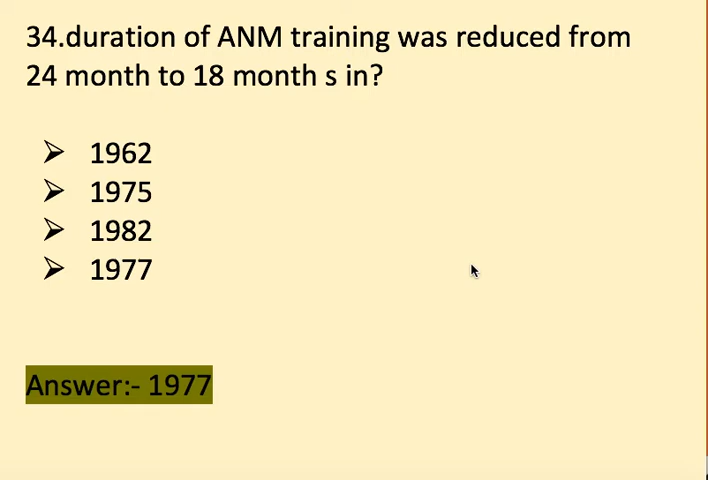 34.duration of ANM training was reduced from
24 month to 18 month s in?
➢ 1962
➢ 1975
➢ 1982
➢ 1977
Answer:- 1977